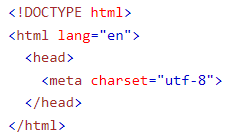 <!DOCTYPE html>
<html lang="en">
  <head>
    <meta charset="utf-8">
  </head>
</html>